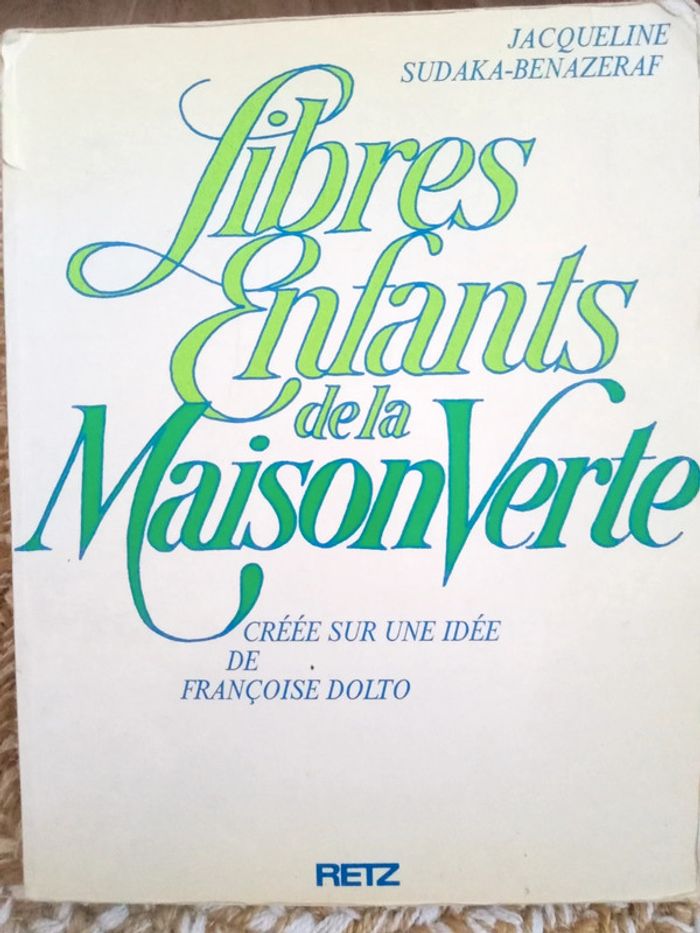 JACQUELINE
SUDAKA-BENAZERAF
Libres
Enfants
de la
Maison Verte
CRÉÉE SUR UNE IDÉE
DE
FRANÇOISE DOLTO
RETZ